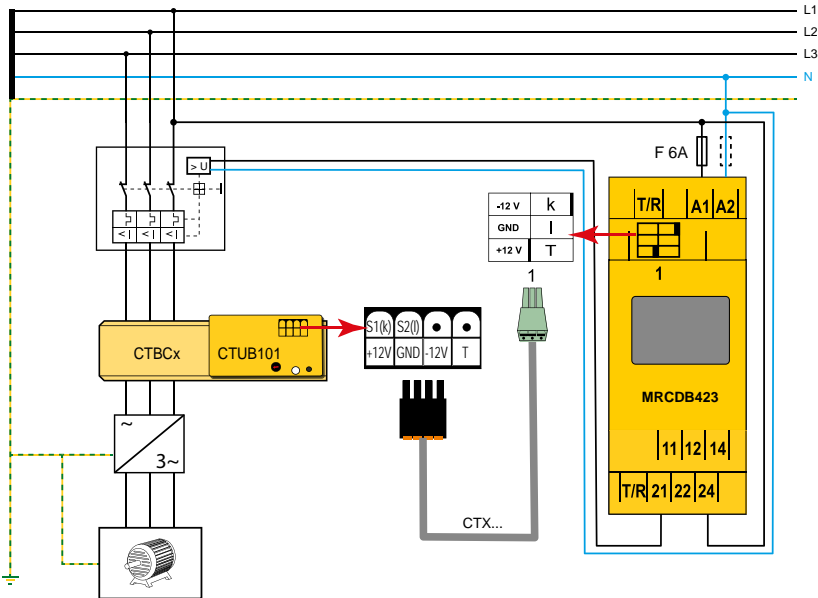 L1
L2
L3
N
> U
F 6A
-12 V k
GND l
+12 V T
1
T/R A1 A2
1
> I > I > I
S1(k) S2(l)
+12V GND -12V T
CTBCx
CTUB101
MRCDB423
~
3~
11 12 14
T/R 21 22 24
CTX...